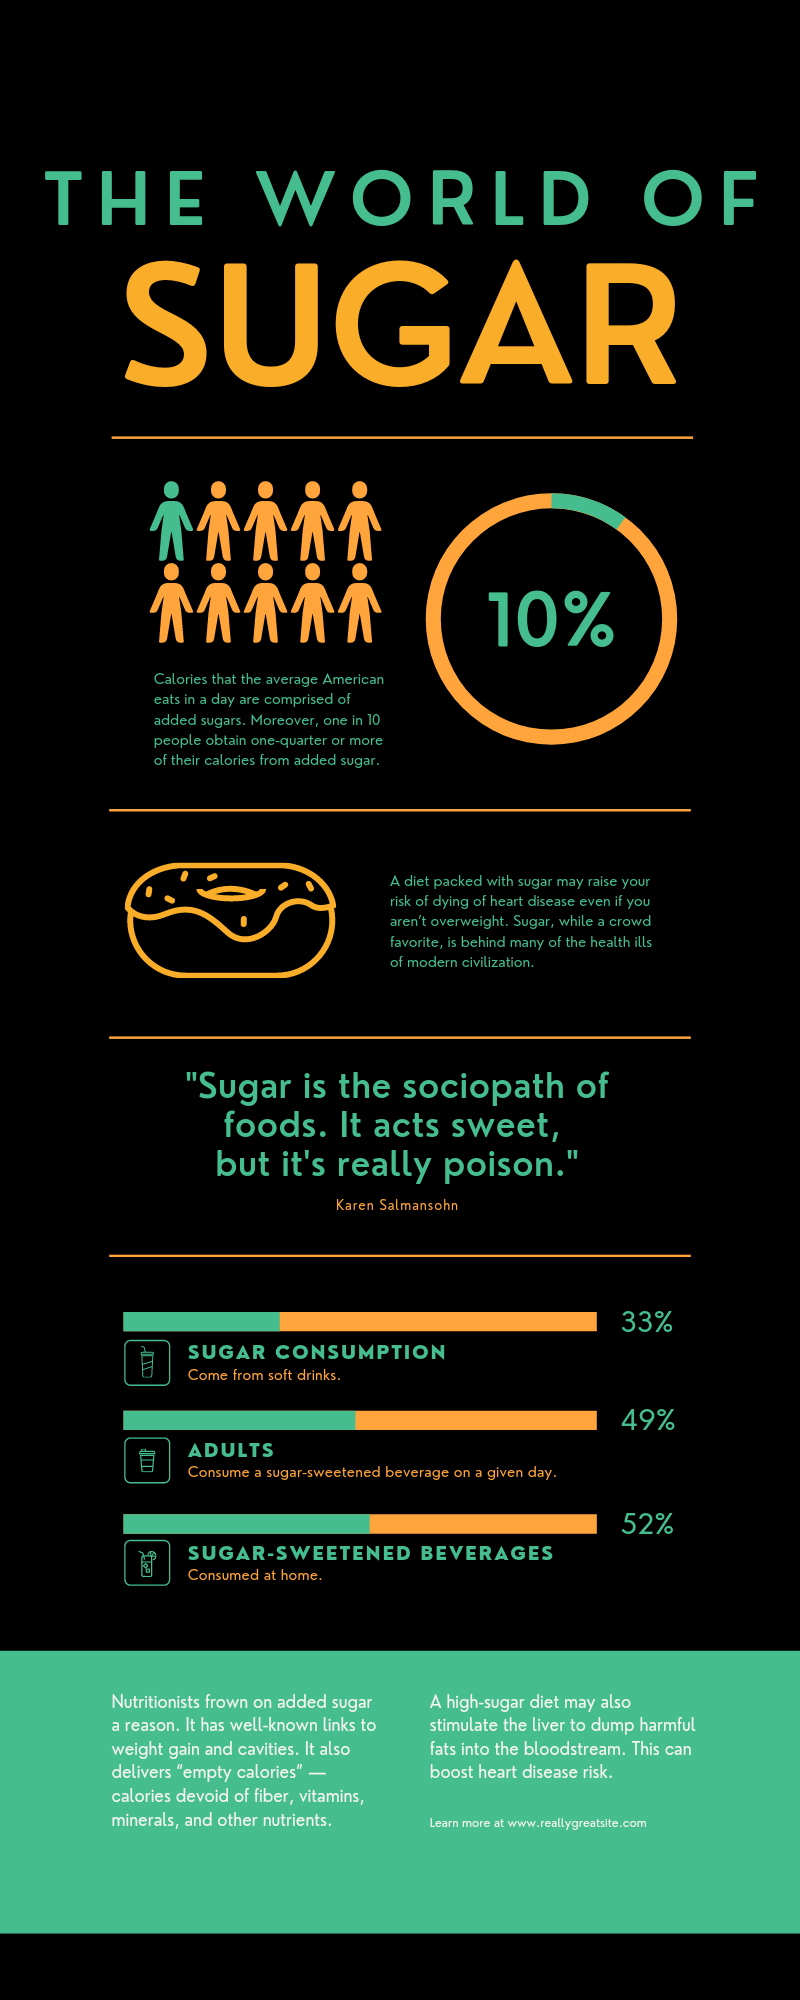 THE WORLD OF
SUGAR
10%
Calories that the average American
eats in a day are comprised of
added sugars. Moreover, one in 10
people obtain one-quarter or more
of their calories from added sugar.
A diet packed with sugar may raise your
risk of dying of heart disease even if you
aren't overweight. Sugar, while a crowd
favorite, is behind many of the health ills
of modern civilization.
"Sugar is the sociopath of
foods. It acts sweet,
but it's really poison."
Karen Salmansohn
33%
SUGAR CONSUMPTION
Come from soft drinks.
49%
ADULTS
Consume a sugar-sweetened beverage on a given day.
52%
SUGAR-SWEETENED BEVERAGES
Consumed at home.
Nutritionists frown on added sugar
a reason. It has well-known links to
weight gain and cavities. It also
delivers “empty calories” —
calories devoid of fiber, vitamins,
minerals, and other nutrients.
A high-sugar diet may also
stimulate the liver to dump harmful
fats into the bloodstream. This can
boost heart disease risk.
Learn more at www.reallygreatsite.com